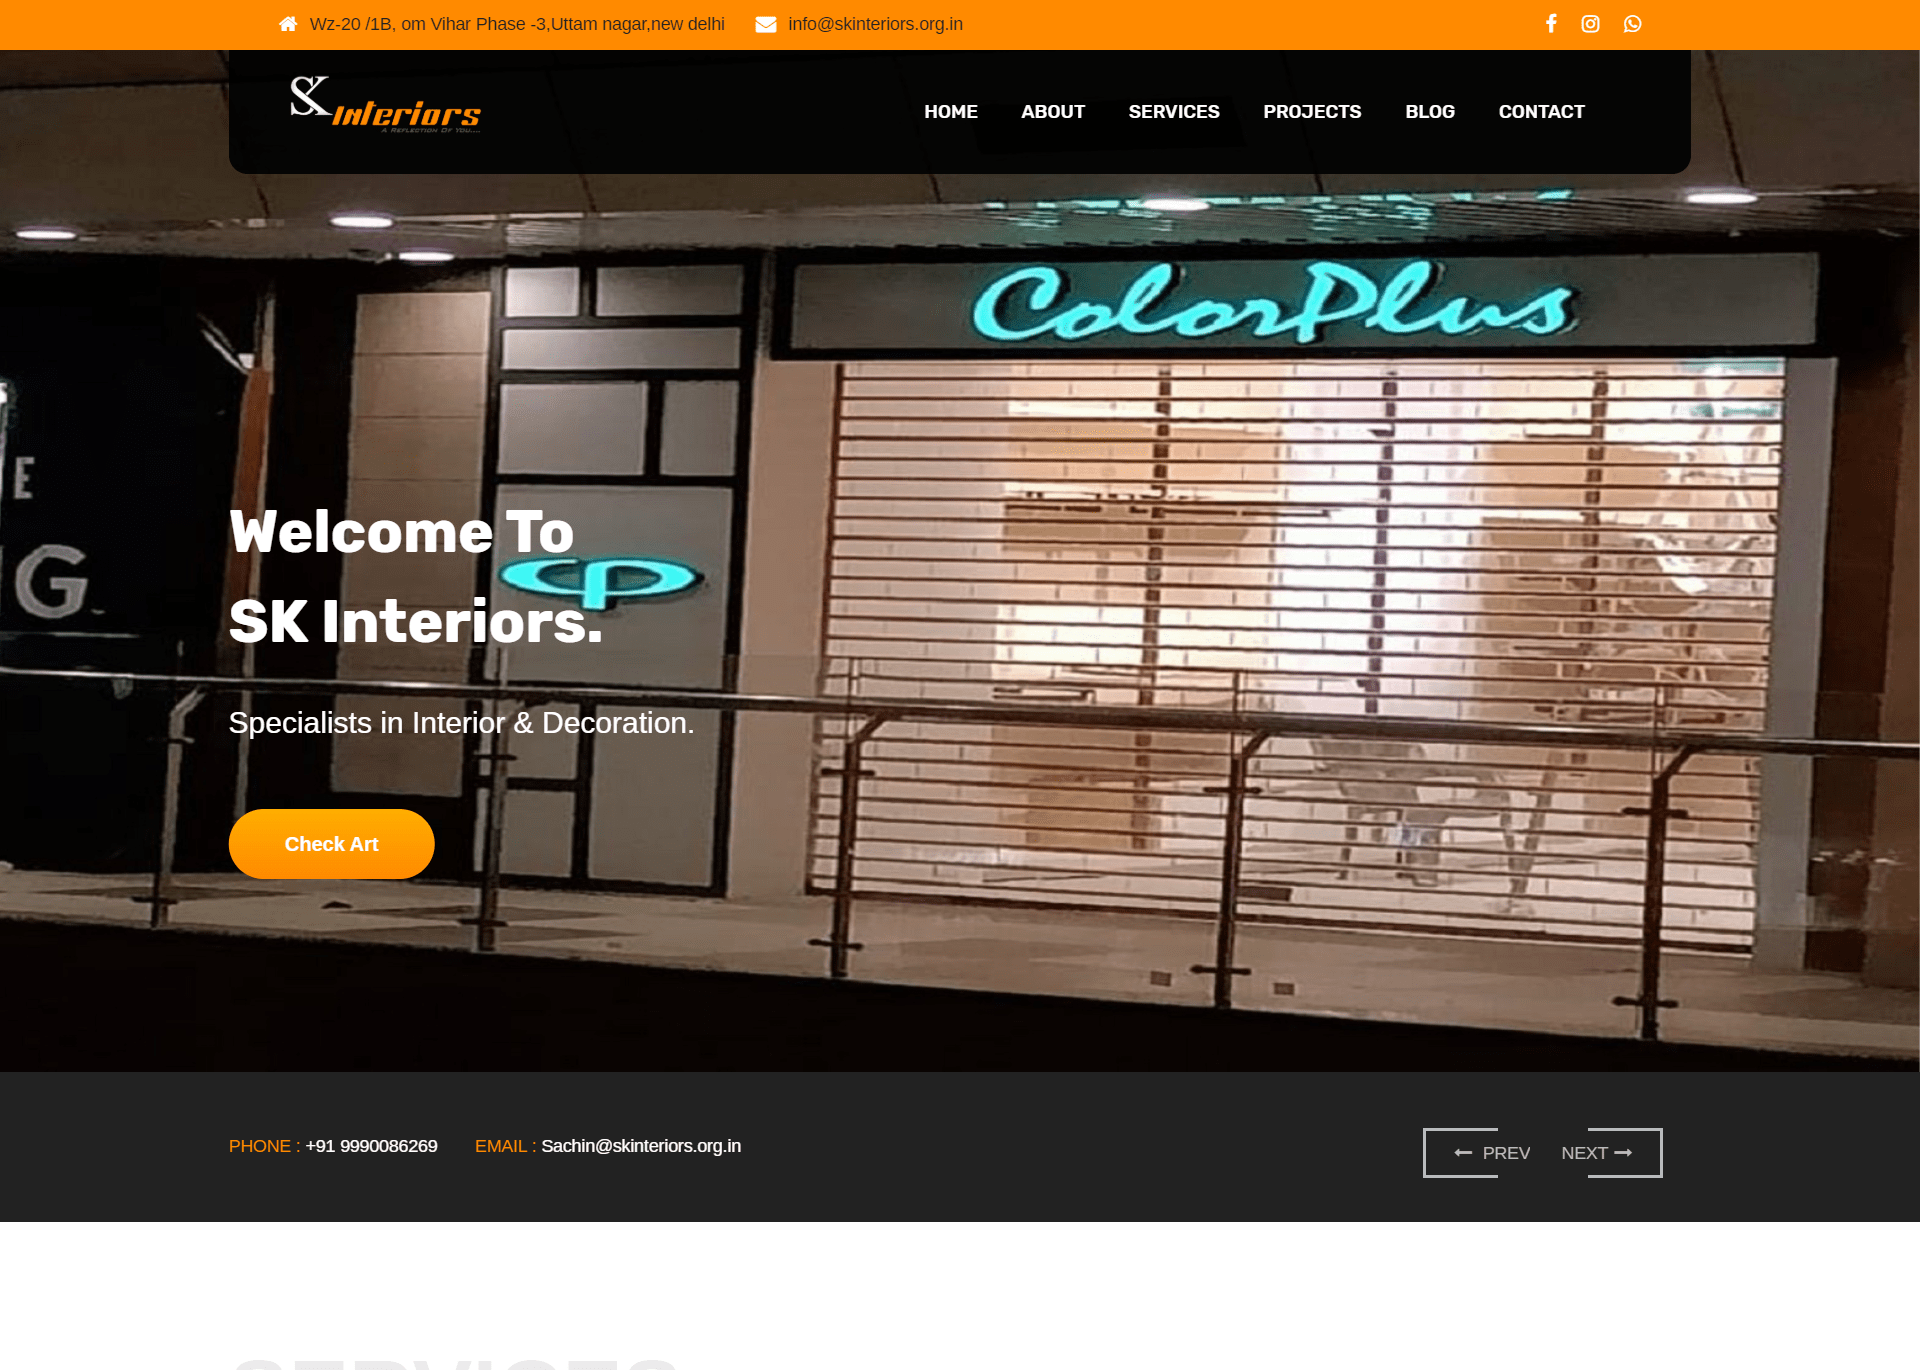 Wz-20 /1B, om Vihar Phase -3,Uttam nagar,new delhi
info@skinteriors.org.in
SK Interiors
A Reflection Of You....
HOME ABOUT SERVICES PROJECTS BLOG CONTACT
ColorPlus
E
G
cp
Welcome To
SK Interiors.
Specialists in Interior & Decoration.
Check Art
PHONE : +91 9990086269 EMAIL : Sachin@skinteriors.org.in
PREV NEXT
SERVICES